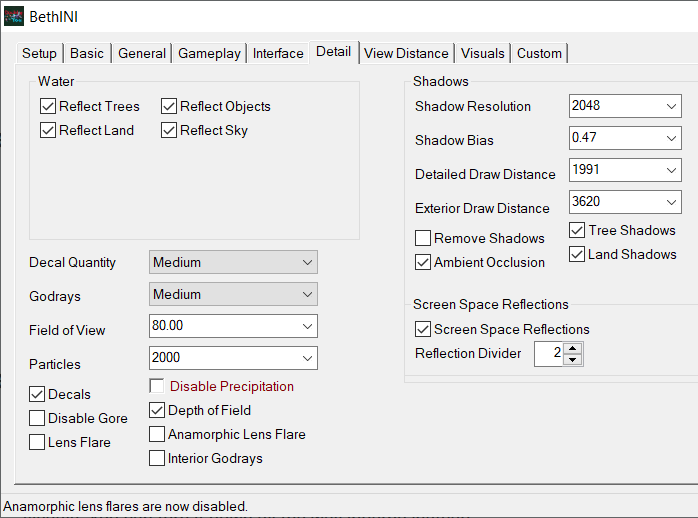 BethINI
Setup Basic General Gameplay Interface Detail View Distance Visuals Custom
Water
Reflect Trees Reflect Objects
Reflect Land Reflect Sky
Decal Quantity Medium
Godrays Medium
Field of View 80.00
Particles 2000
Decals Disable Precipitation
Disable Gore Depth of Field
Lens Flare Anamorphic Lens Flare
Interior Godrays
Shadows
Shadow Resolution 2048
Shadow Bias 0.47
Detailed Draw Distance 1991
Exterior Draw Distance 3620
Remove Shadows Tree Shadows
Ambient Occlusion Land Shadows
Screen Space Reflections
Screen Space Reflections
Reflection Divider 2
Anamorphic lens flares are now disabled.